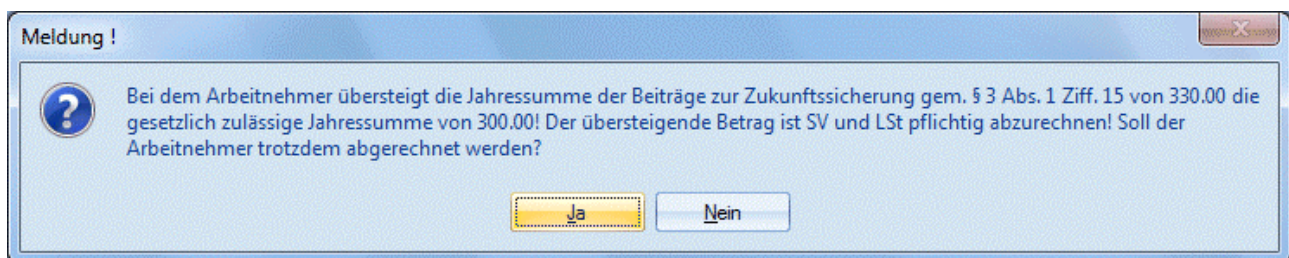 Meldung !
Bei dem Arbeitnehmer übersteigt die Jahressumme der Beiträge zur Zukunftssicherung gem. § 3 Abs. 1 Ziff. 15 von 330.00 die
gesetzlich zulässige Jahressumme von 300.00! Der übersteigende Betrag ist SV und LSt pflichtig abzurechnen! Soll der
Arbeitnehmer trotzdem abgerechnet werden?
Ja
Nein